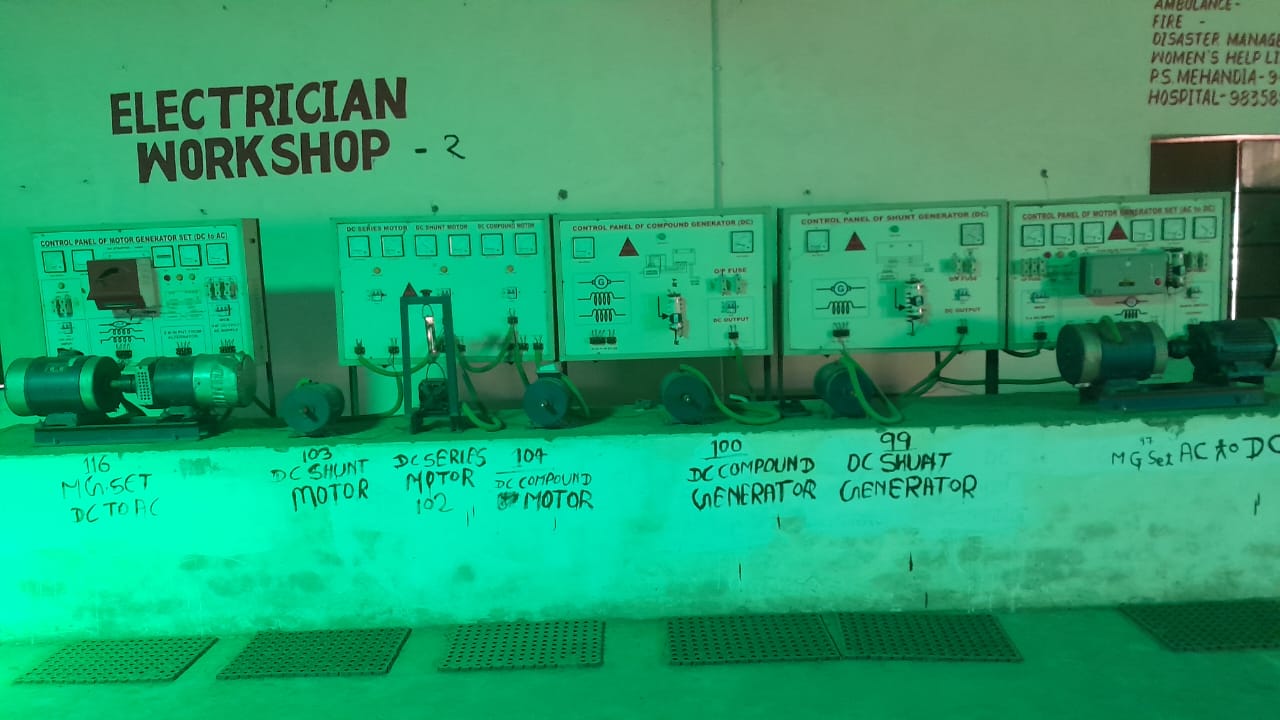 AMBULANCE-
FIRE -
DISASTER MANAGE
WOMEN'S HELP LI
P.S. MEHANDIA-9
HOSPITAL-98358
ELECTRICIAN
WORKSHOP - 2
CONTROL PANEL OF MOTOR GENERATOR SET (DC to AC)
DC SERIES MOTOR
DC SHUNT MOTOR
DC COMPOUND MOTOR
CONTROL PANEL OF COMPOUND GENERATOR (DC)
O/P FUSE
DC OUTPUT
G
CONTROL PANEL OF SHUNT GENERATOR (DC)
O/P FUSE
DC OUTPUT
G
CONTROL PANEL OF MOTOR GENERATOR SET (AC to DC)
116
M.G.SET
DC TO AC
103
DC SHUNT
MOTOR
DC SERIES
MOTOR
102
104
DC COMPOUND
MOTOR
100
DC COMPOUND
GENERATOR
99
DC SHUNT
GENERATOR
97
M G Set AC to DC